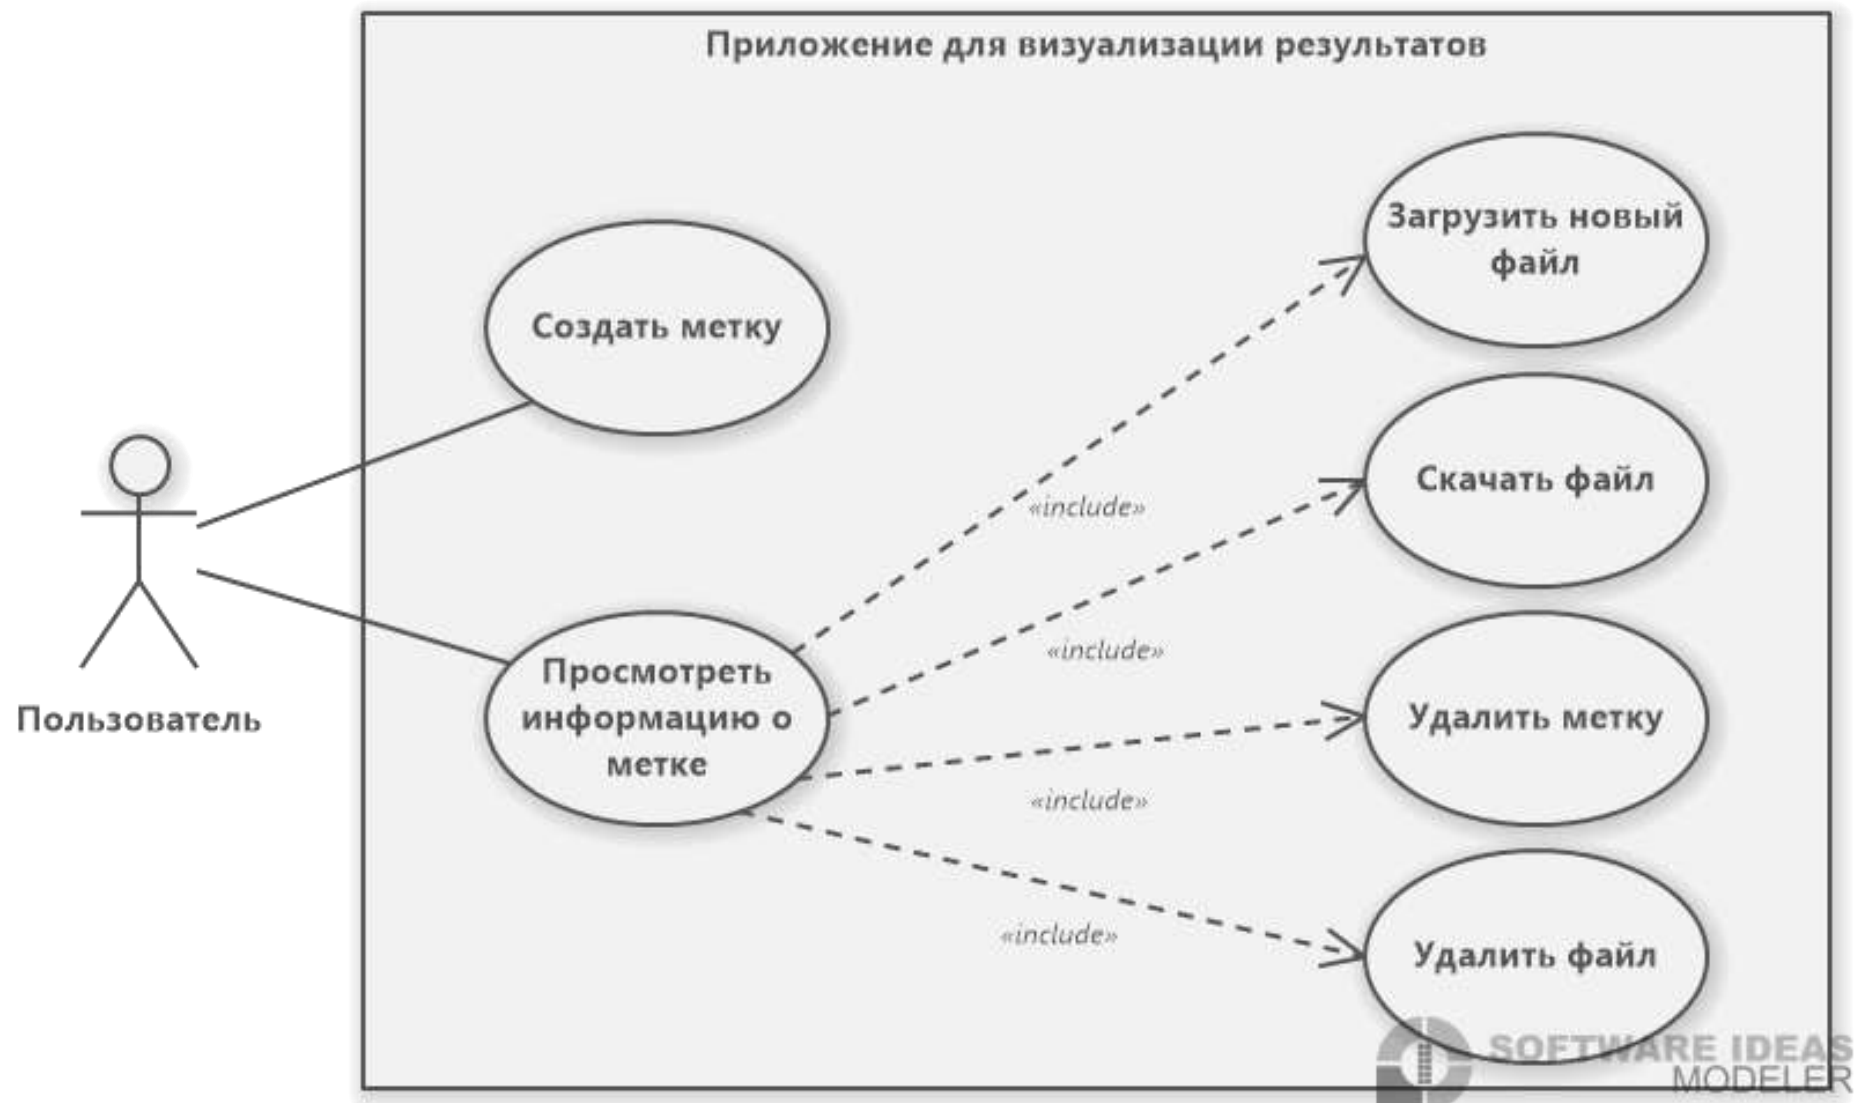 Приложение для визуализации результатов
Загрузить новый
файл
Создать метку
Скачать файл
«include»
«include»
Просмотреть
информацию о
метке
Удалить метку
Пользователь
«include»
«include»
Удалить файл
SOFTWARE IDEAS
MODELER